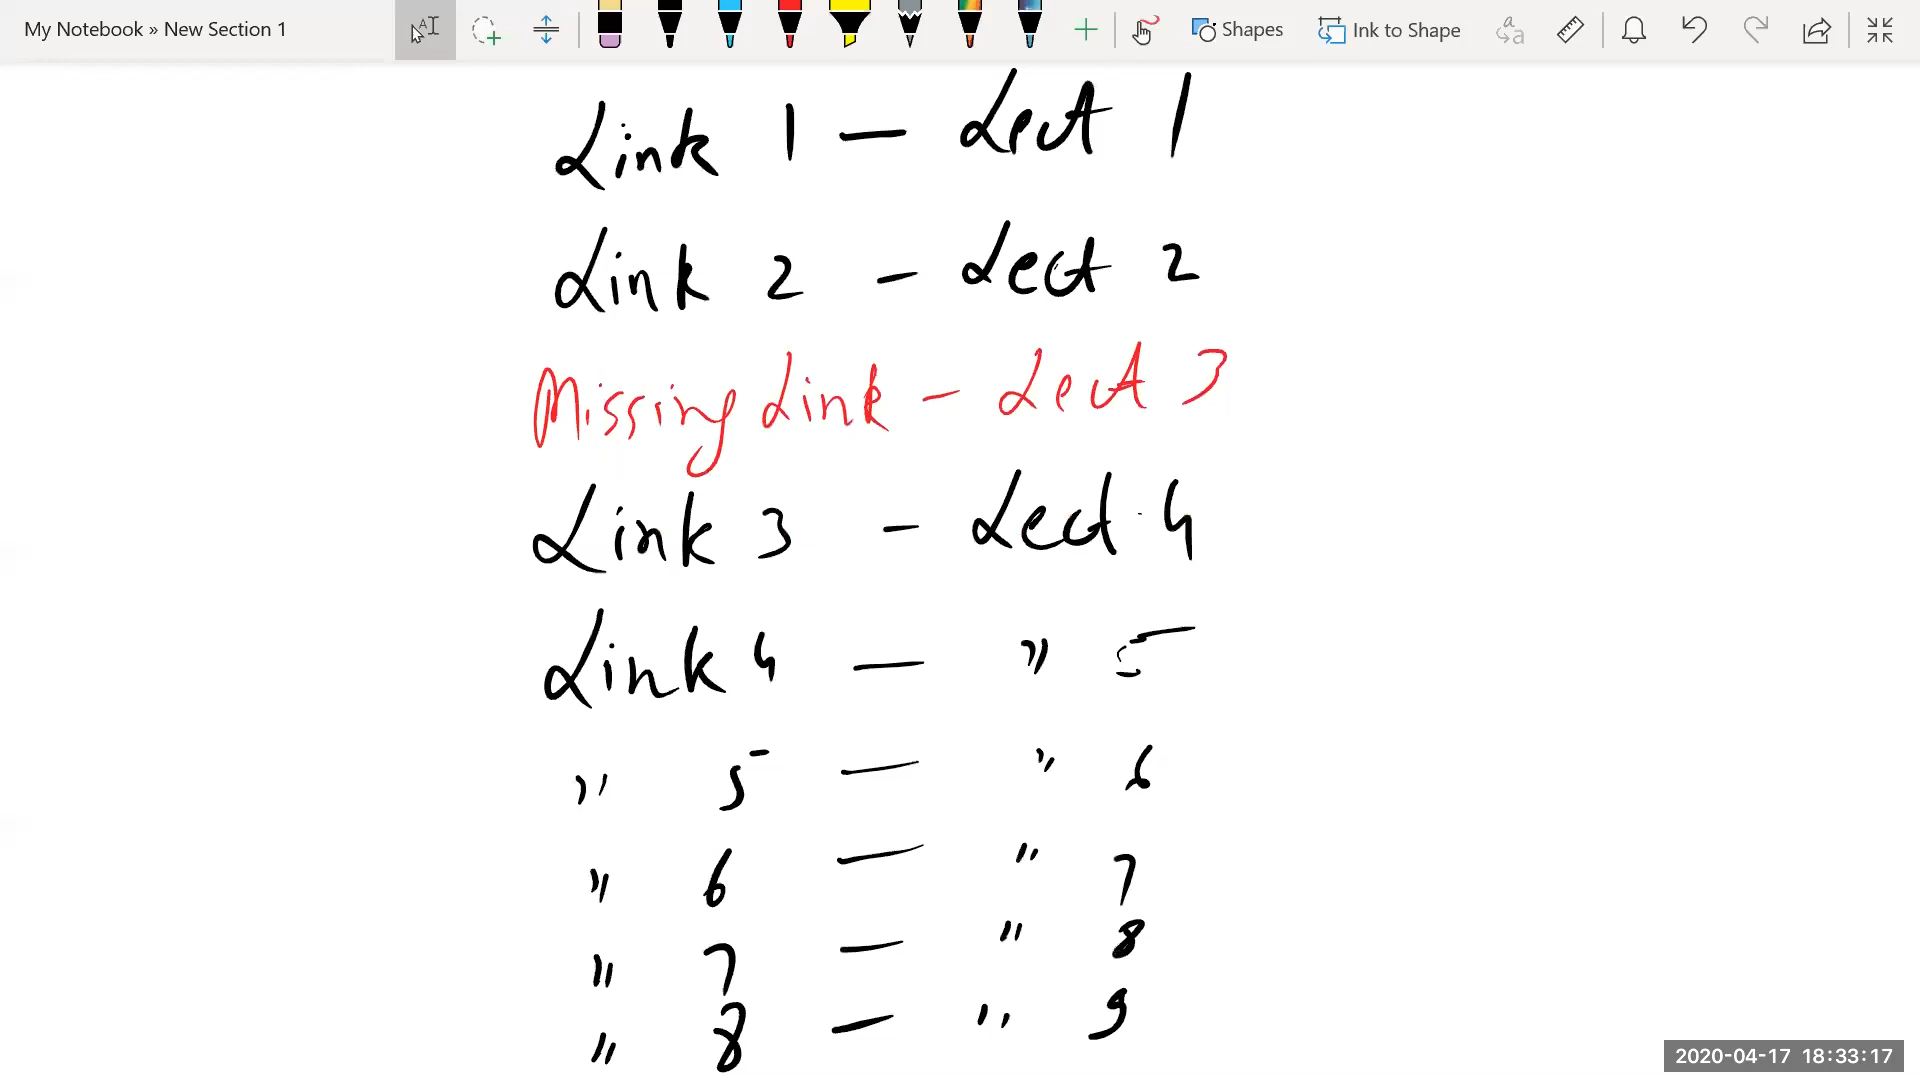 My Notebook » New Section 1
Shapes
Ink to Shape
Link 1 — Lect 1
Link 2 - Lect 2
Missing Link - Lect 3
Link 3 - Lect 4
Link 4 — " 5
" 5 — " 6
" 6 — " 7
" 7 — " 8
" 8 — " 9
2020-04-17 18:33:17